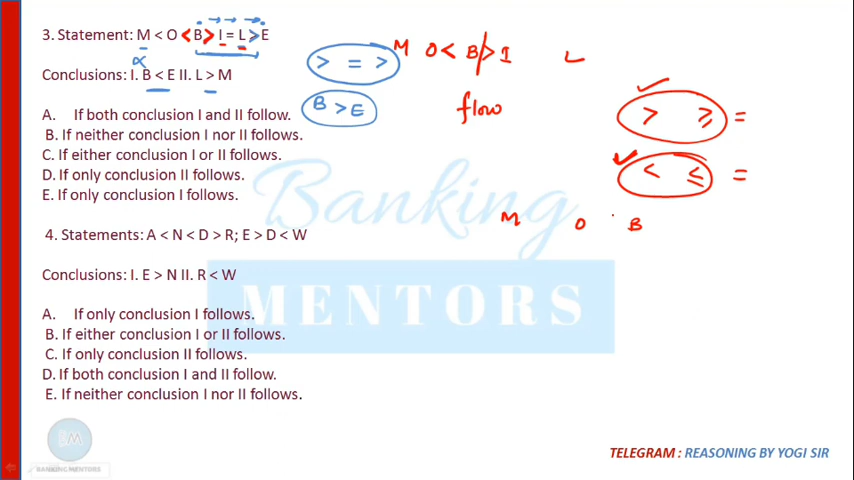 3. Statement: M < O < B > I = L > E
Conclusions: I. B < E II. L > M
A. If both conclusion I and II follow.
B. If neither conclusion I nor II follows.
C. If either conclusion I or II follows.
D. If only conclusion II follows.
E. If only conclusion I follows.
4. Statements: A < N < D > R; E > D < W
Conclusions: I. E > N II. R < W
A. If only conclusion I follows.
B. If either conclusion I or II follows.
C. If only conclusion II follows.
D. If both conclusion I and II follow.
E. If neither conclusion I nor II follows.
> = >
B > E
M O < B > I L
flow
> ≥ =
< ≤ =
M O B
Banking
MENTORS
BM
BANKING MENTORS
TELEGRAM : REASONING BY YOGI SIR